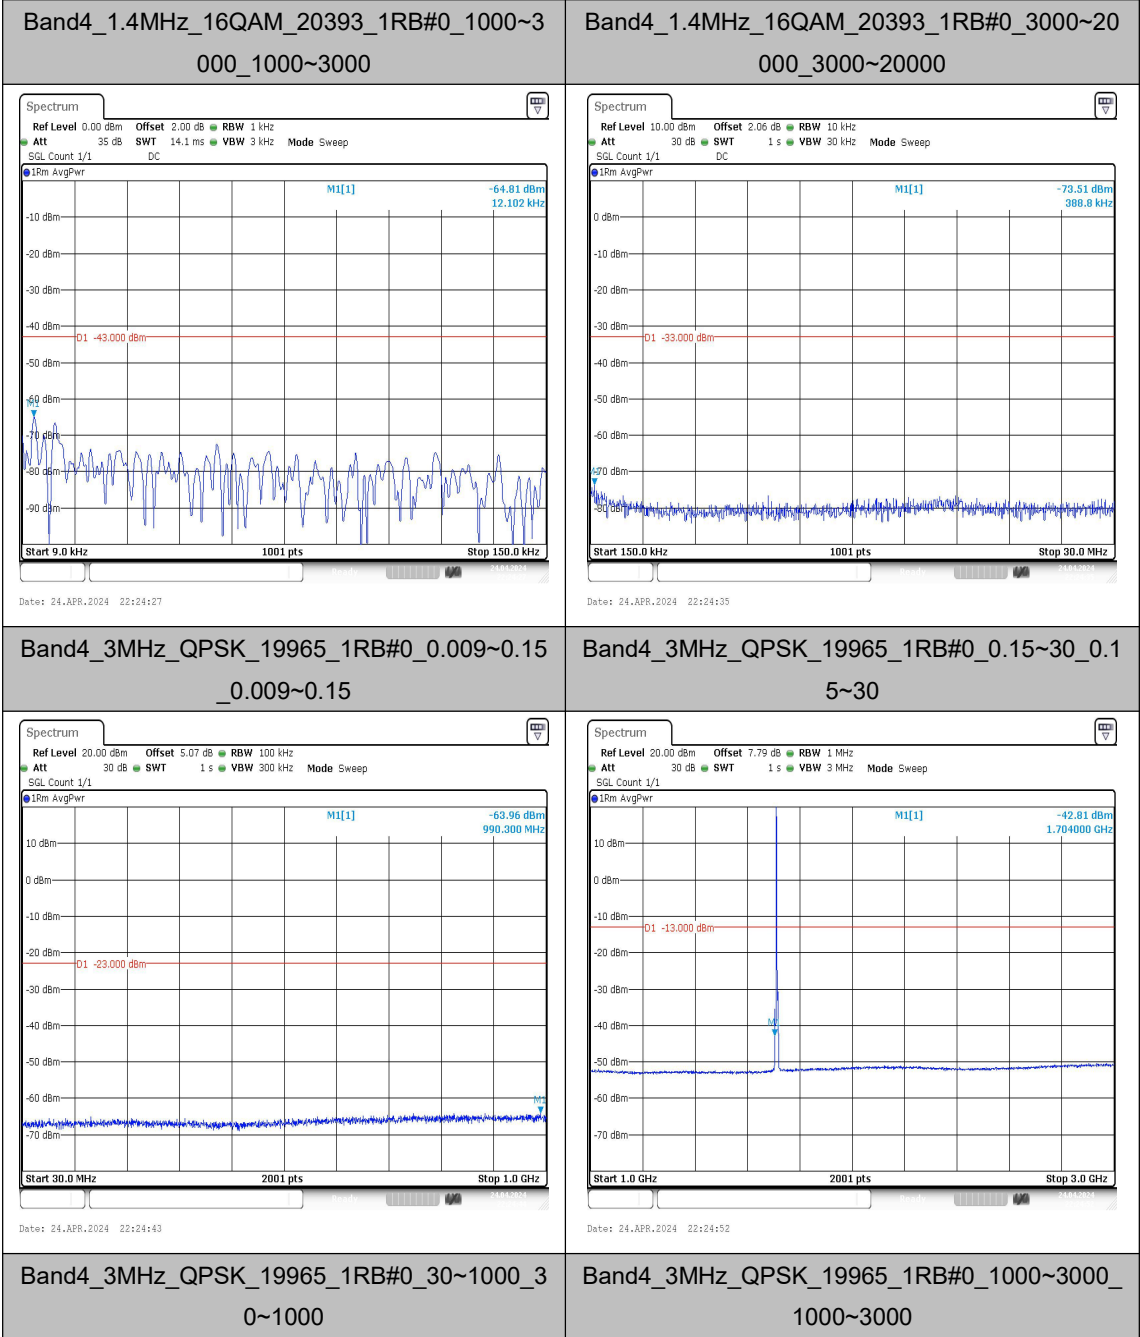 Band4_1.4MHz_16QAM_20393_1RB#0_1000~3
000_1000~3000
Band4_1.4MHz_16QAM_20393_1RB#0_3000~20
000_3000~20000
Spectrum
Ref Level 0.00 dBm Offset 2.00 dB RBW 1 kHz
Att 35 dB SWT 14.1 ms VBW 3 kHz Mode Sweep
SGL Count 1/1 DC
1Rm AvgPwr
M1[1] -64.81 dBm
12.102 kHz
-10 dBm
-20 dBm
-30 dBm
-40 dBm
D1 -43.000 dBm
-50 dBm
-60 dBm
M1
-70 dBm
-80 dBm
-90 dBm
Start 9.0 kHz 1001 pts Stop 150.0 kHz
24.04.2024
Date: 24.APR.2024 22:24:27
Spectrum
Ref Level 10.00 dBm Offset 2.06 dB RBW 10 kHz
Att 30 dB SWT 1 s VBW 30 kHz Mode Sweep
SGL Count 1/1 DC
1Rm AvgPwr
M1[1] -73.51 dBm
388.8 kHz
0 dBm
-10 dBm
-20 dBm
-30 dBm
D1 -33.000 dBm
-40 dBm
-50 dBm
-60 dBm
-70 dBm
-80 dBm
Start 150.0 kHz 1001 pts Stop 30.0 MHz
24.04.2024
Date: 24.APR.2024 22:24:35
Band4_3MHz_QPSK_19965_1RB#0_0.009~0.15
_0.009~0.15
Band4_3MHz_QPSK_19965_1RB#0_0.15~30_0.1
5~30
Spectrum
Ref Level 20.00 dBm Offset 5.07 dB RBW 100 kHz
Att 30 dB SWT 1 s VBW 300 kHz Mode Sweep
SGL Count 1/1
1Rm AvgPwr
M1[1] -63.96 dBm
990.300 MHz
10 dBm
0 dBm
-10 dBm
-20 dBm
D1 -23.000 dBm
-30 dBm
-40 dBm
-50 dBm
-60 dBm
M1
-70 dBm
Start 30.0 MHz 2001 pts Stop 1.0 GHz
24.04.2024
Date: 24.APR.2024 22:24:43
Spectrum
Ref Level 20.00 dBm Offset 7.79 dB RBW 1 MHz
Att 30 dB SWT 1 s VBW 3 MHz Mode Sweep
SGL Count 1/1
1Rm AvgPwr
M1[1] -42.81 dBm
1.704000 GHz
10 dBm
0 dBm
-10 dBm
D1 -13.000 dBm
-20 dBm
-30 dBm
-40 dBm
-50 dBm
-60 dBm
-70 dBm
Start 1.0 GHz 2001 pts Stop 3.0 GHz
24.04.2024
Date: 24.APR.2024 22:24:52
Band4_3MHz_QPSK_19965_1RB#0_30~1000_3
0~1000
Band4_3MHz_QPSK_19965_1RB#0_1000~3000_
1000~3000